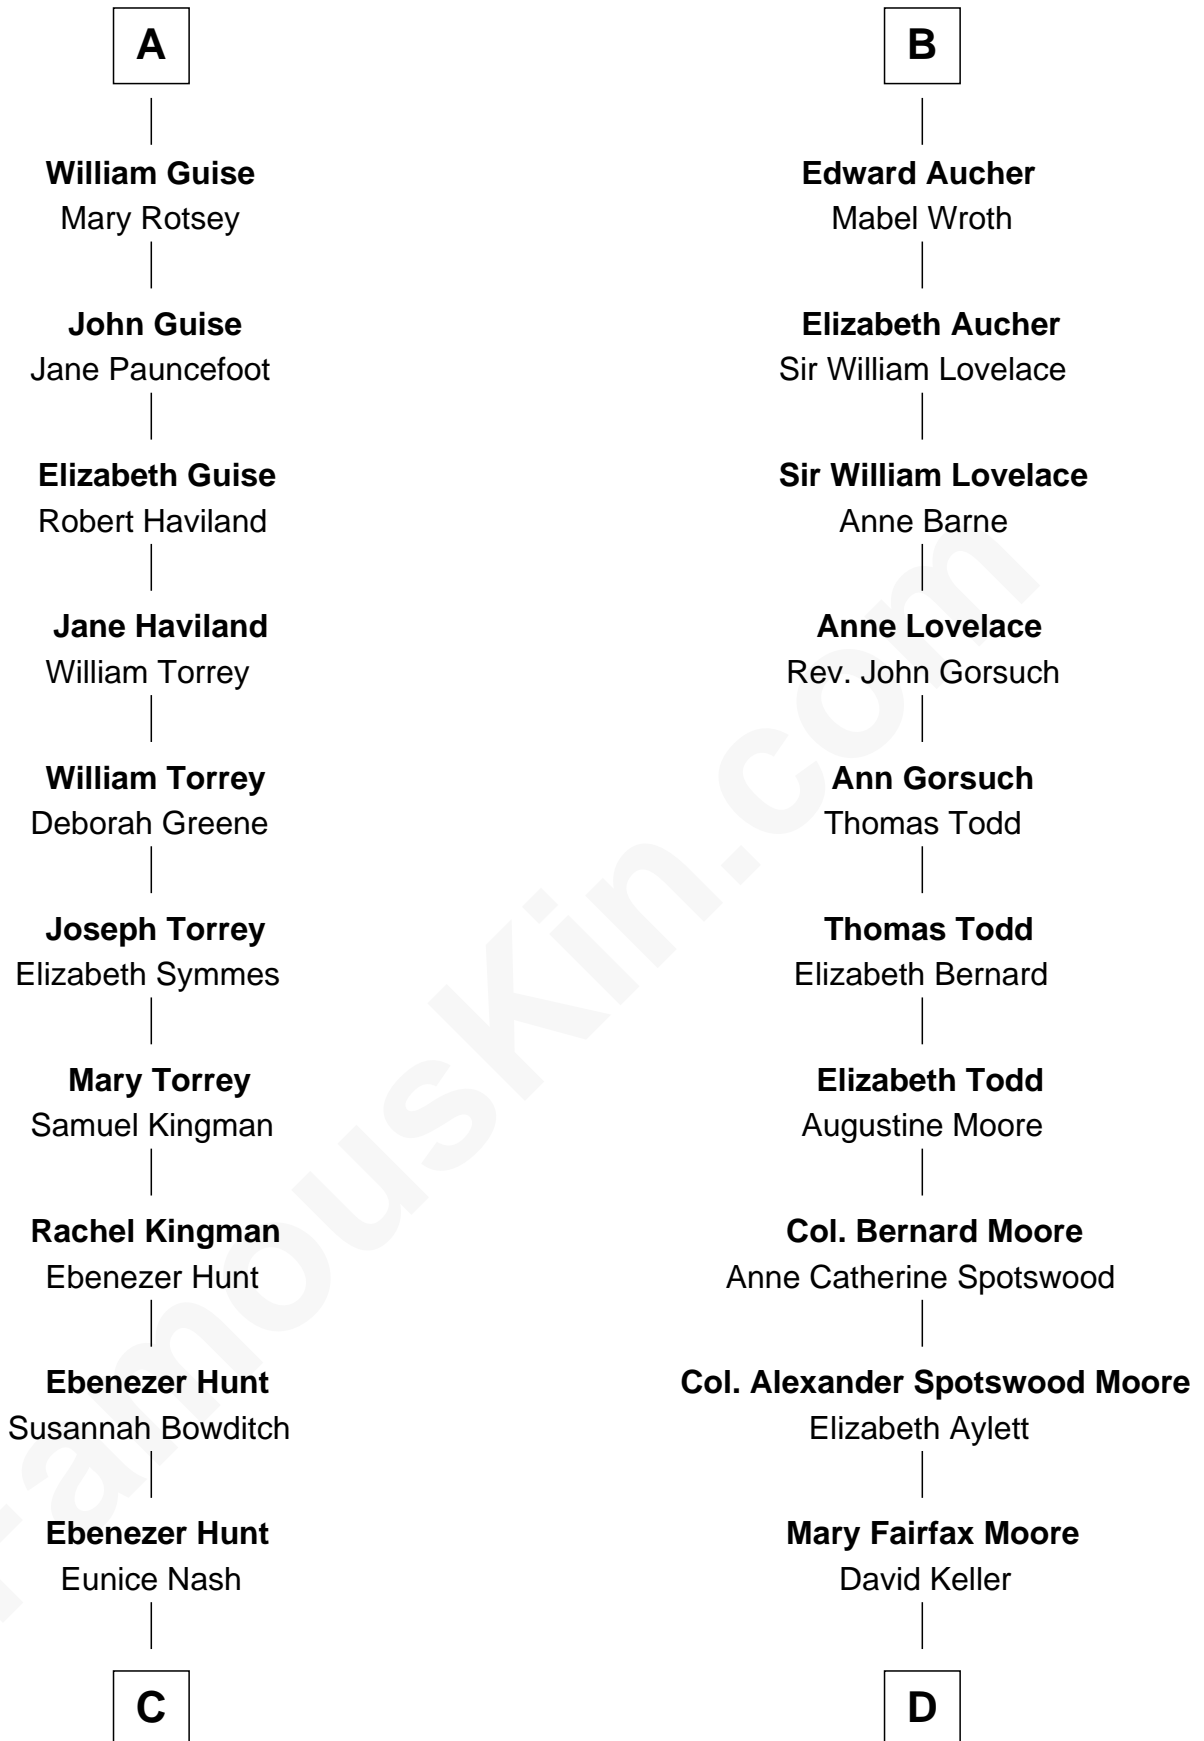 A
William Guise
Mary Rotsey
John Guise
Jane Pauncefoot
Elizabeth Guise
Robert Haviland
Jane Haviland
William Torrey
William Torrey
Deborah Greene
Joseph Torrey
Elizabeth Symmes
Mary Torrey
Samuel Kingman
Rachel Kingman
Ebenezer Hunt
Ebenezer Hunt
Susannah Bowditch
Ebenezer Hunt
Eunice Nash
C
B
Edward Aucher
Mabel Wroth
Elizabeth Aucher
Sir William Lovelace
Sir William Lovelace
Anne Barne
Anne Lovelace
Rev. John Gorsuch
Ann Gorsuch
Thomas Todd
Thomas Todd
Elizabeth Bernard
Elizabeth Todd
Augustine Moore
Col. Bernard Moore
Anne Catherine Spotswood
Col. Alexander Spotswood Moore
Elizabeth Aylett
Mary Fairfax Moore
David Keller
D
FamousKin.com